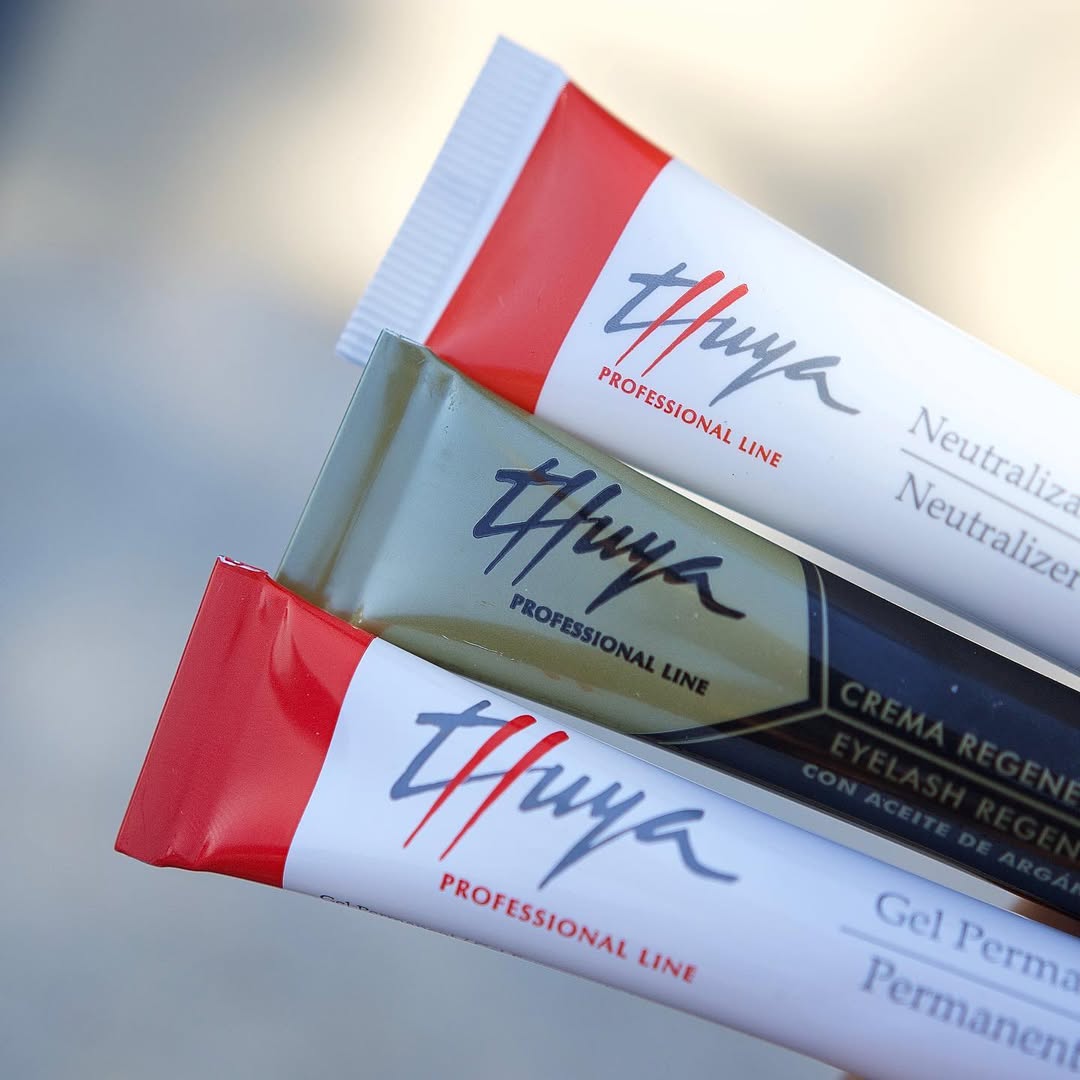 tHuya
PROFESSIONAL LINE
Neutraliza
Neutralizer
tHuya
PROFESSIONAL LINE
CREMA REGENE
EYELASH REGEN
CON ACEITE DE ARGÁN
tHuya
PROFESSIONAL LINE
Gel Perma
Permanent